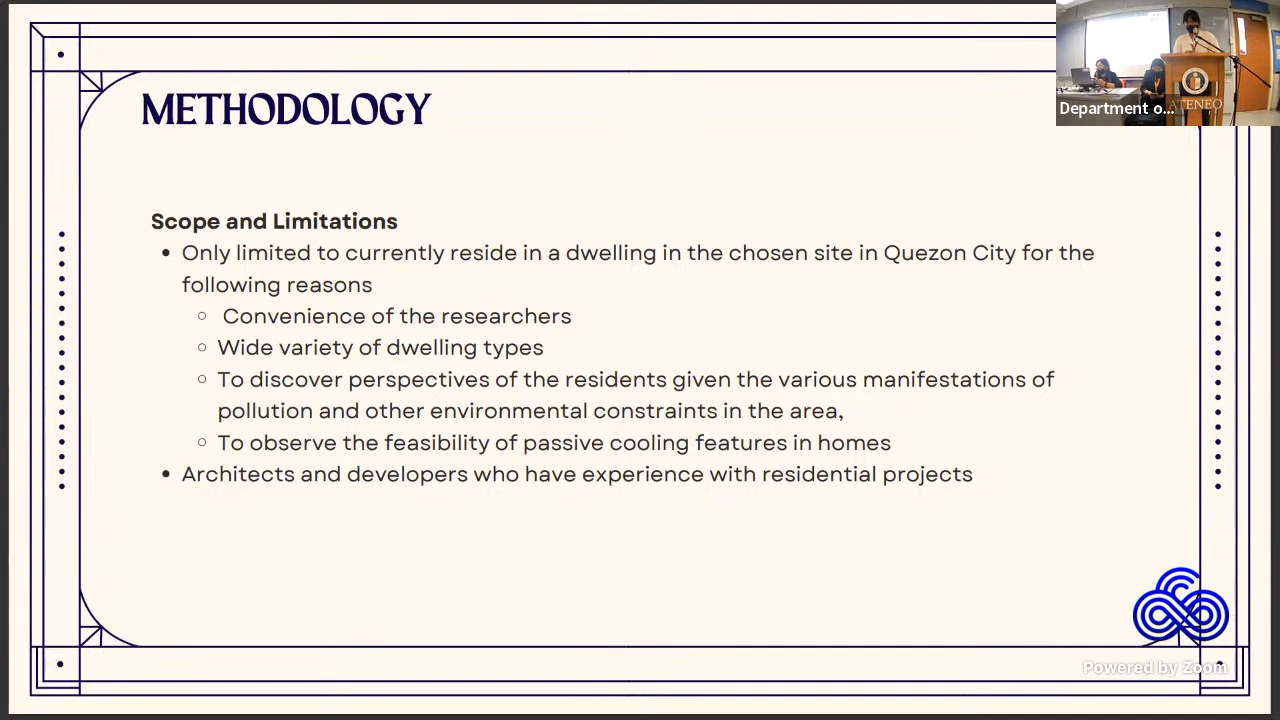 METHODOLOGY
Department o...
ATENEO
Scope and Limitations
• Only limited to currently reside in a dwelling in the chosen site in Quezon City for the
following reasons
○ Convenience of the researchers
○ Wide variety of dwelling types
○ To discover perspectives of the residents given the various manifestations of
pollution and other environmental constraints in the area,
○ To observe the feasibility of passive cooling features in homes
• Architects and developers who have experience with residential projects
Powered by Zoom